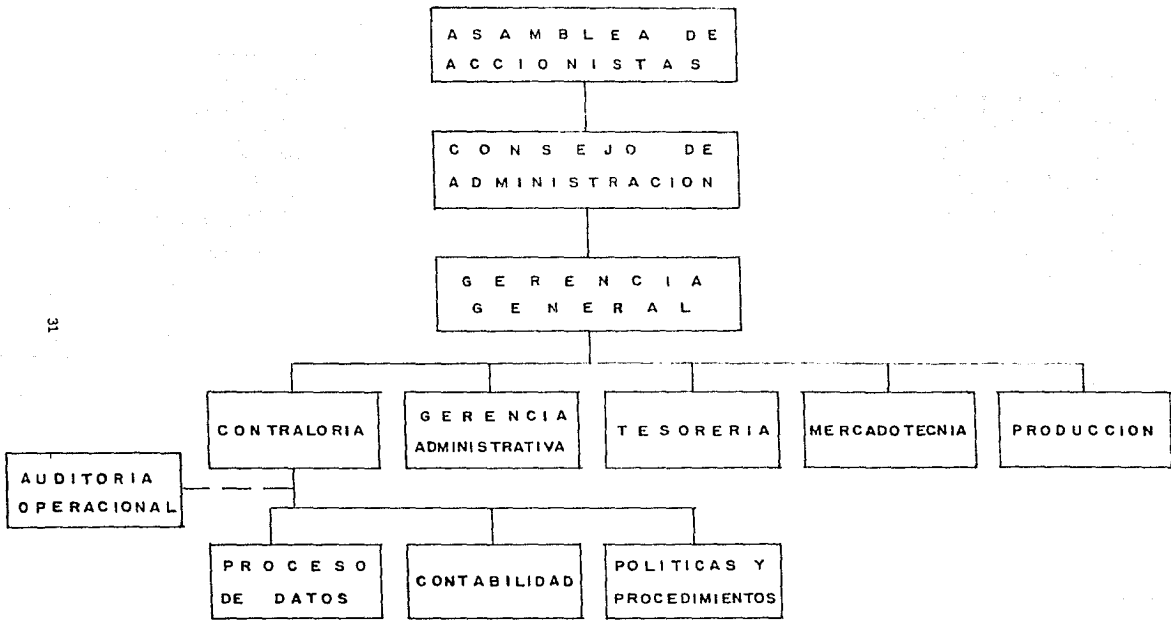 ASAMBLEA DE
ACCIONISTAS
CONSEJO DE
ADMINISTRACION
GERENCIA
GENERAL
31
CONTRALORIA
GERENCIA
ADMINISTRATIVA
TESORERIA
MERCADOTECNIA
PRODUCCION
AUDITORIA
OPERACIONAL
PROCESO
DE DATOS
CONTABILIDAD
POLITICAS Y
PROCEDIMIENTOS